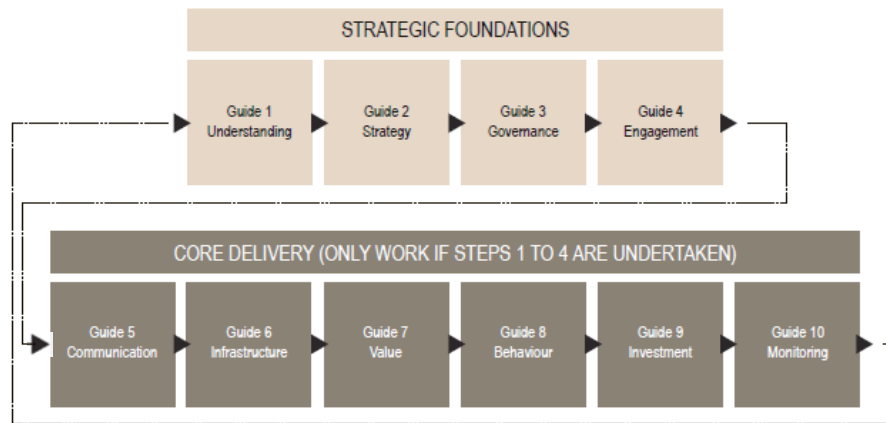 STRATEGIC FOUNDATIONS
Guide 1
Understanding
Guide 2
Strategy
Guide 3
Governance
Guide 4
Engagement
CORE DELIVERY (ONLY WORK IF STEPS 1 TO 4 ARE UNDERTAKEN)
Guide 5
Communication
Guide 6
Infrastructure
Guide 7
Value
Guide 8
Behaviour
Guide 9
Investment
Guide 10
Monitoring